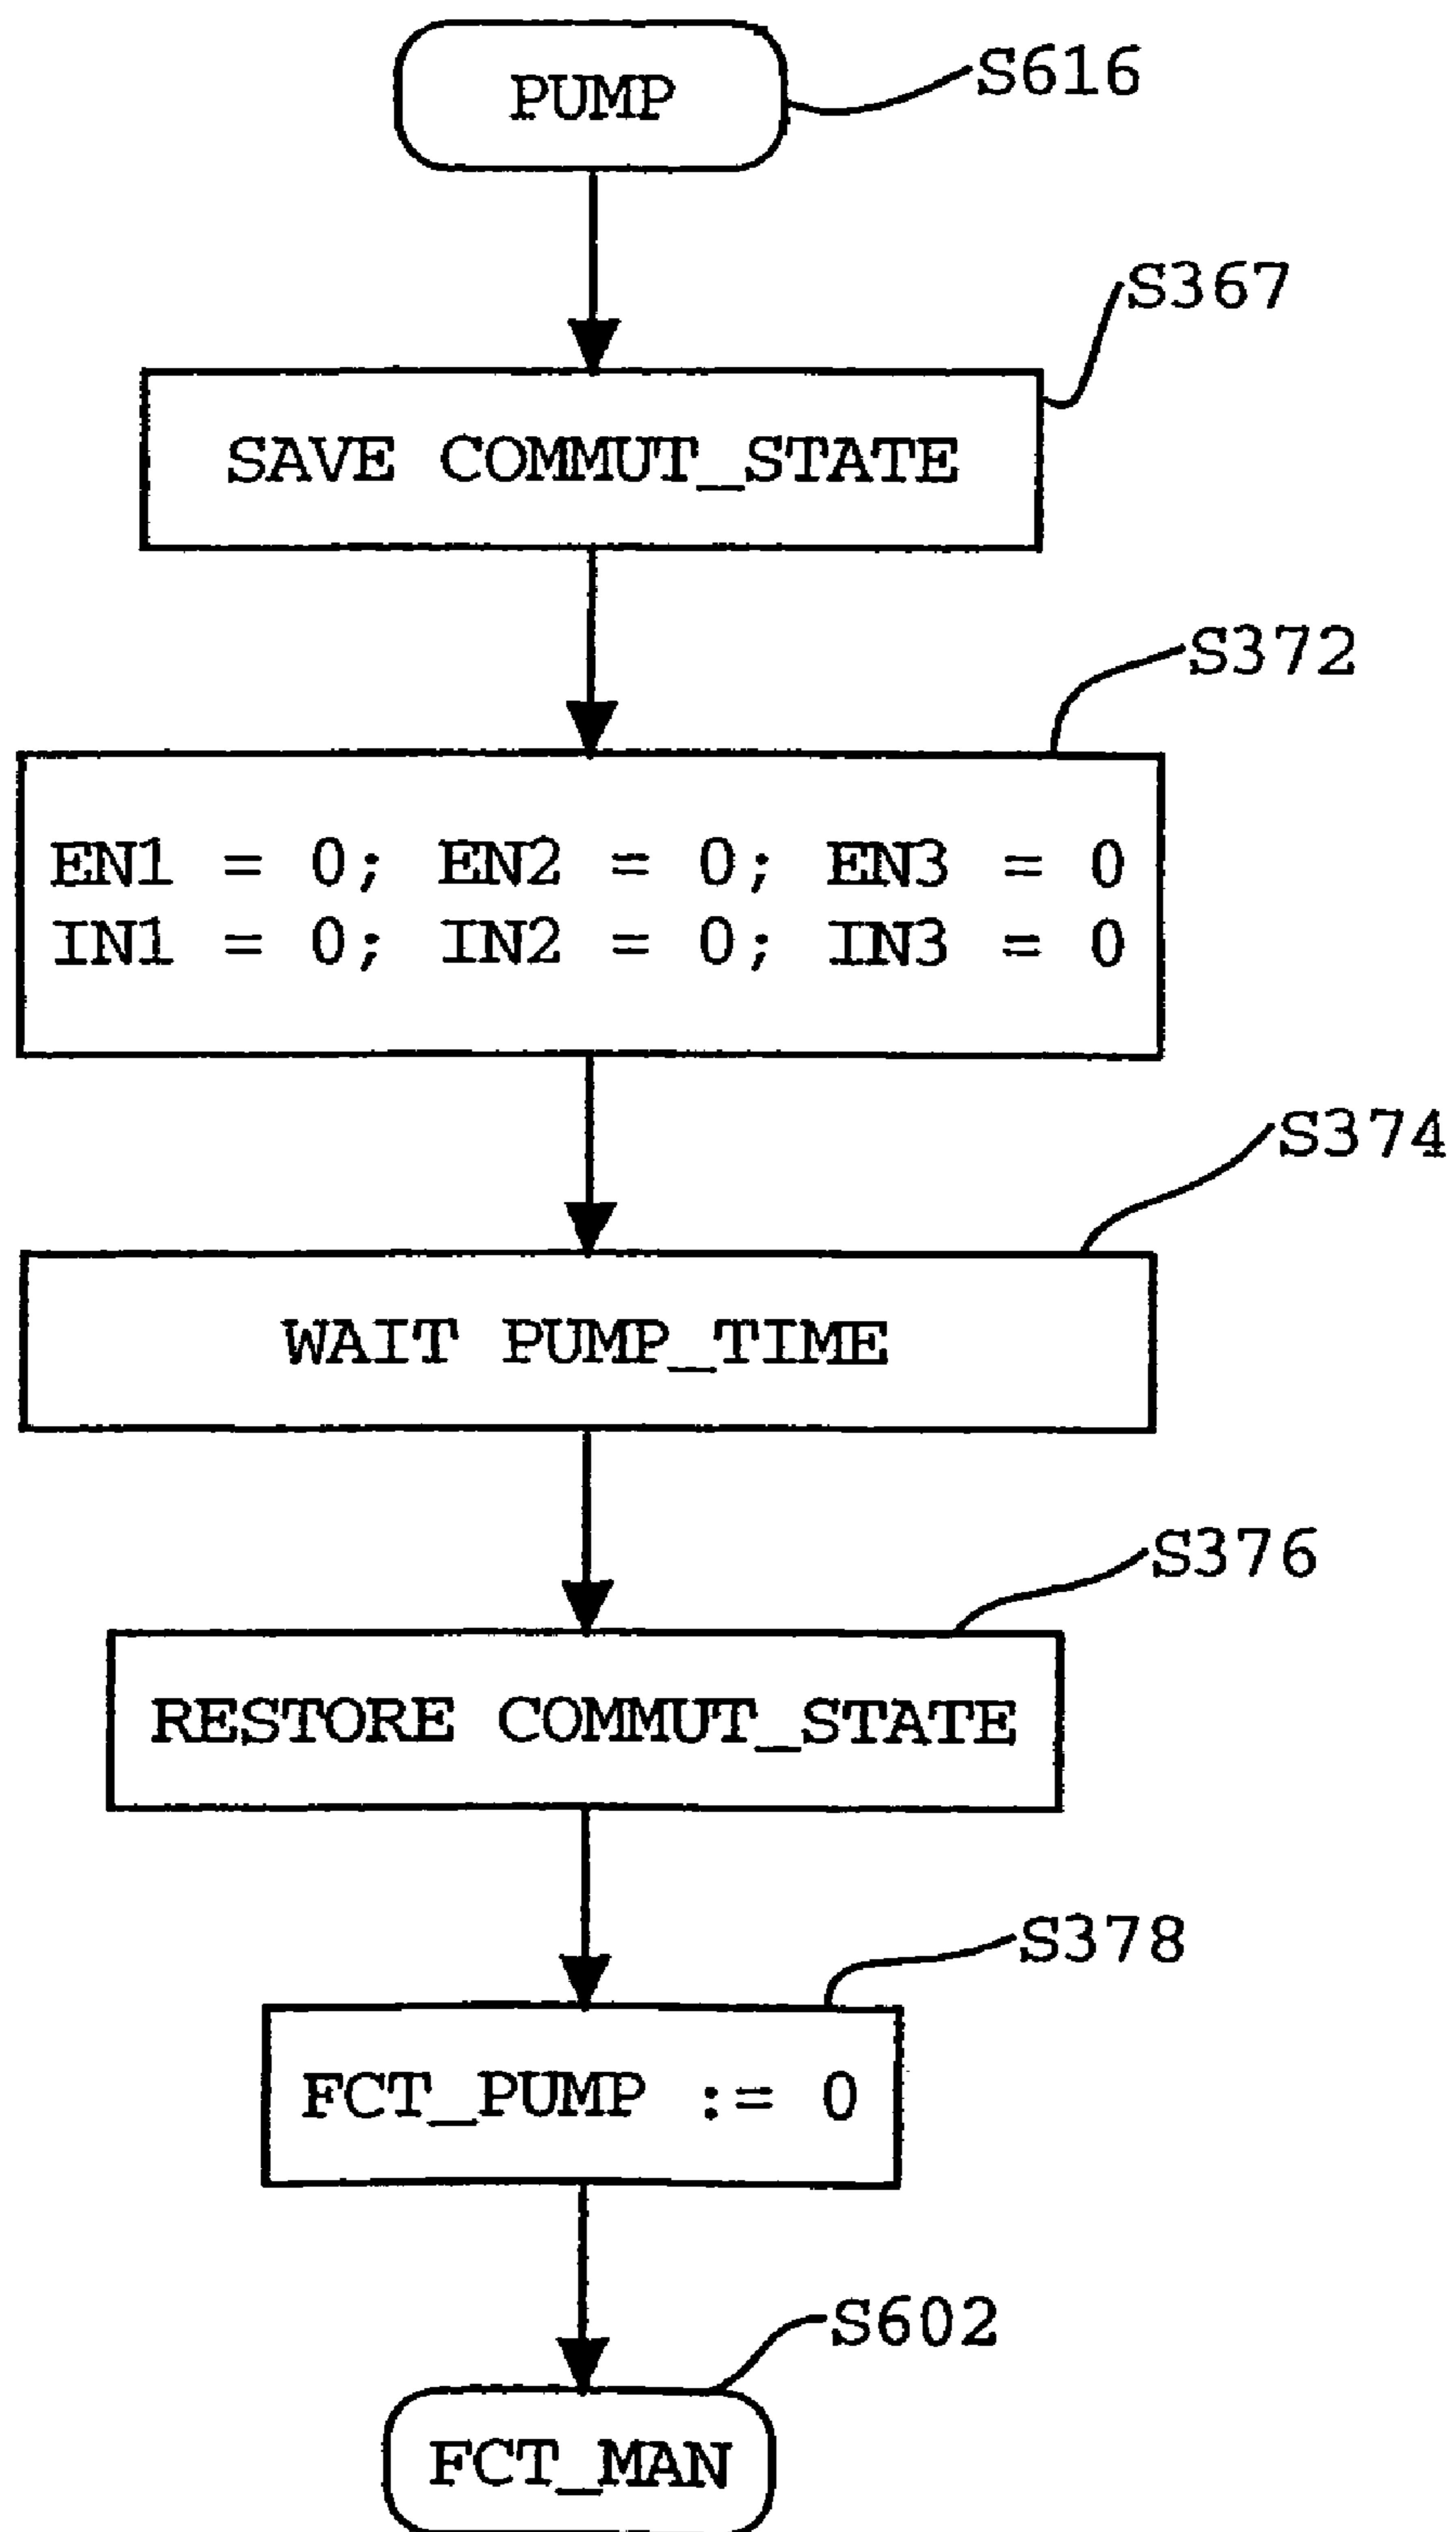 PUMP
S616
S367
SAVE COMMUT_STATE
S372
EN1 = 0; EN2 = 0; EN3 = 0
IN1 = 0; IN2 = 0; IN3 = 0
S374
WAIT PUMP_TIME
S376
RESTORE COMMUT_STATE
S378
FCT_PUMP := 0
S602
FCT_MAN